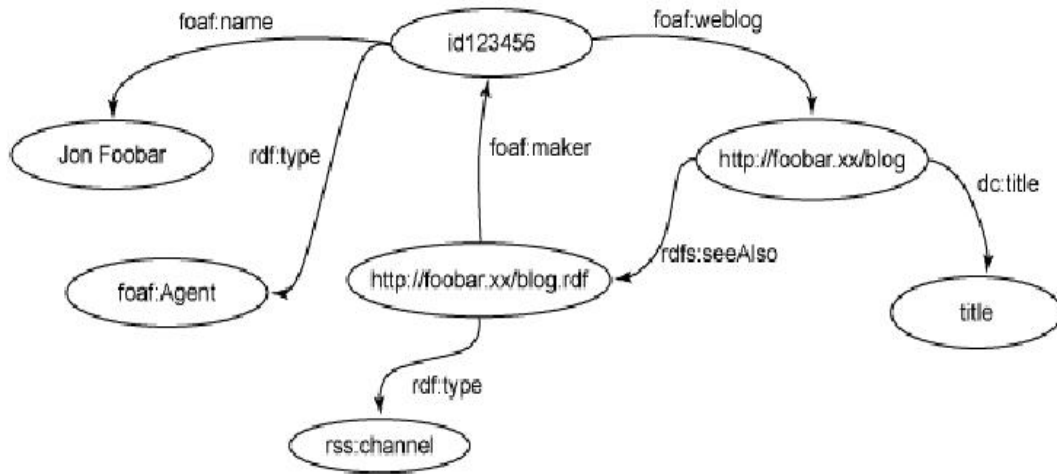 foaf:name
id123456
foaf:weblog
Jon Foobar
rdf:type
foaf:maker
http://foobar.xx/blog
dc:title
rdfs:seeAlso
foaf:Agent
http://foobar.xx/blog.rdf
title
rdf:type
rss:channel